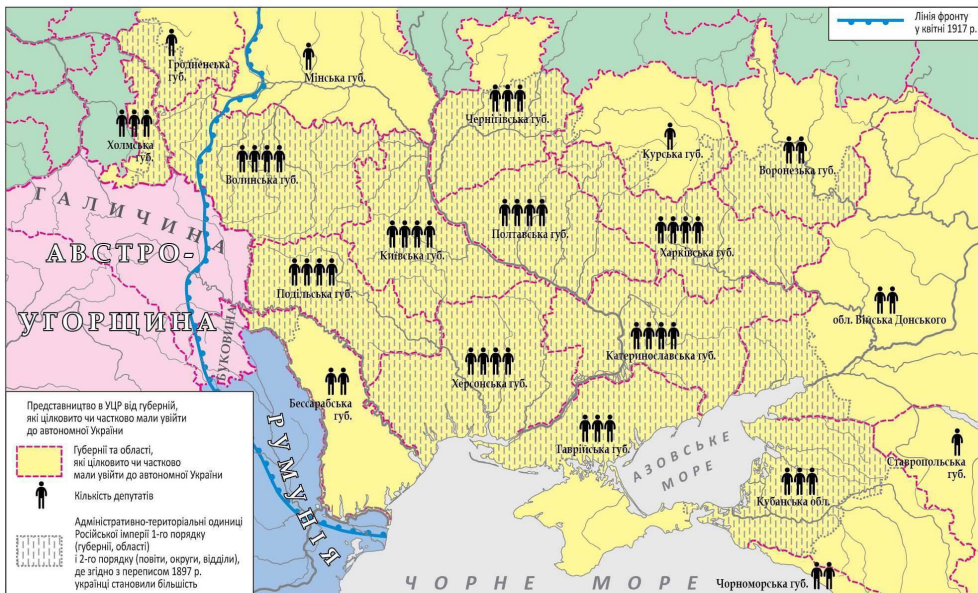 Лінія фронту
у квітні 1917 р.
Гродненська
губ.
Мінська губ.
Чернігівська губ.
Холмська
губ.
Волинська губ.
Курська губ.
Воронезька губ.
ГАЛИЧИНА
Київська губ.
Полтавська губ.
Харківська губ.
АВСТРО-
УГОРЩИНА
Подільська губ.
обл. Війська Донського
БУКОВИНА
Катеринославська губ.
Херсонська губ.
Бессарабська
губ.
Таврійська губ.
РУМУНІЯ
АЗОВСЬКЕ
МОРЕ
Ставропольська
губ.
Кубанська обл.
ЧОРНЕ МОРЕ
Чорноморська губ.
Представництво в УЦР від губерній,
які цілковито чи частково мали увійти
до автономної України
Губернії та області,
які цілковито чи частково
мали увійти до автономної України
Кількість депутатів
Адміністративно-територіальні одиниці
Російської імперії 1-го порядку
(губернії, області)
і 2-го порядку (повіти, округи, відділи),
де згідно з переписом 1897 р.
українці становили більшість